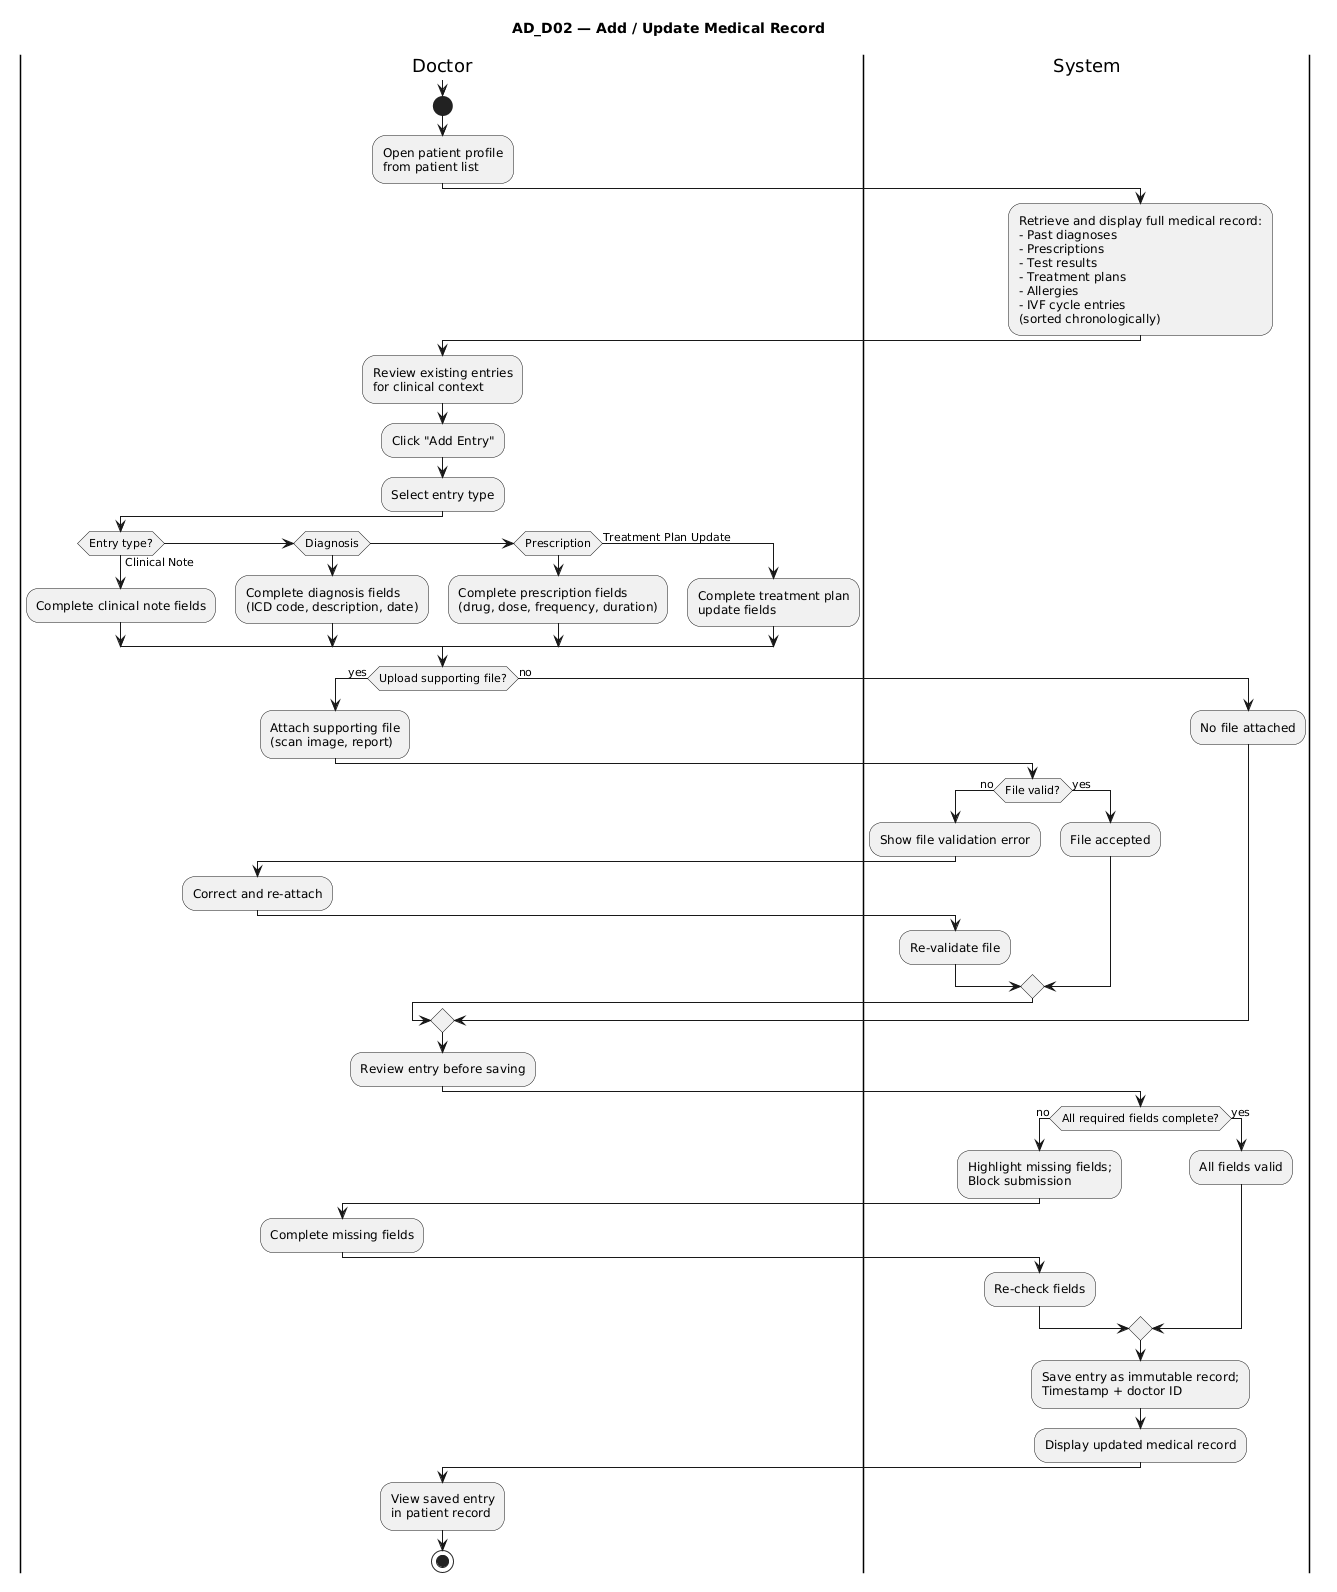 AD_D02 — Add / Update Medical Record
Doctor
System
Open patient profile
from patient list
Retrieve and display full medical record:
- Past diagnoses
- Prescriptions
- Test results
- Treatment plans
- Allergies
- IVF cycle entries
(sorted chronologically)
Review existing entries
for clinical context
Click "Add Entry"
Select entry type
Entry type?
Clinical Note
Diagnosis
Prescription
Treatment Plan Update
Complete clinical note fields
Complete diagnosis fields
(ICD code, description, date)
Complete prescription fields
(drug, dose, frequency, duration)
Complete treatment plan
update fields
yes
Upload supporting file?
no
Attach supporting file
(scan image, report)
No file attached
no
File valid?
yes
Show file validation error
File accepted
Correct and re-attach
Re-validate file
Review entry before saving
no
All required fields complete?
yes
Highlight missing fields;
Block submission
All fields valid
Complete missing fields
Re-check fields
Save entry as immutable record;
Timestamp + doctor ID
Display updated medical record
View saved entry
in patient record